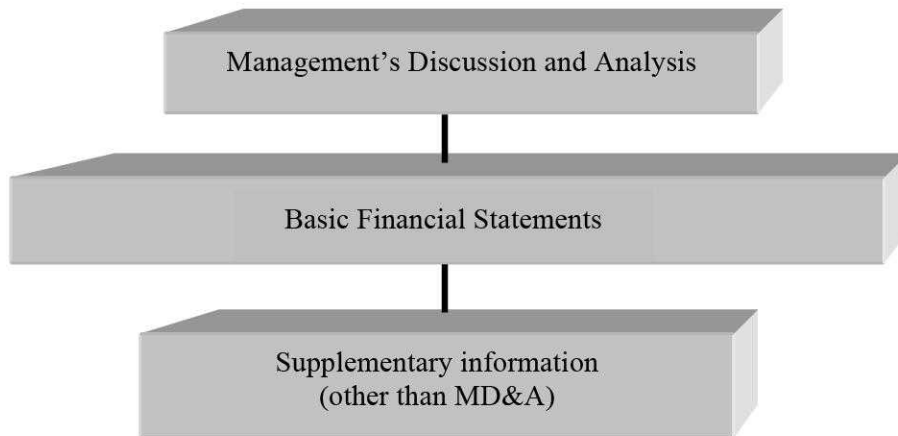 Management’s Discussion and Analysis
Basic Financial Statements
Supplementary information
(other than MD&A)